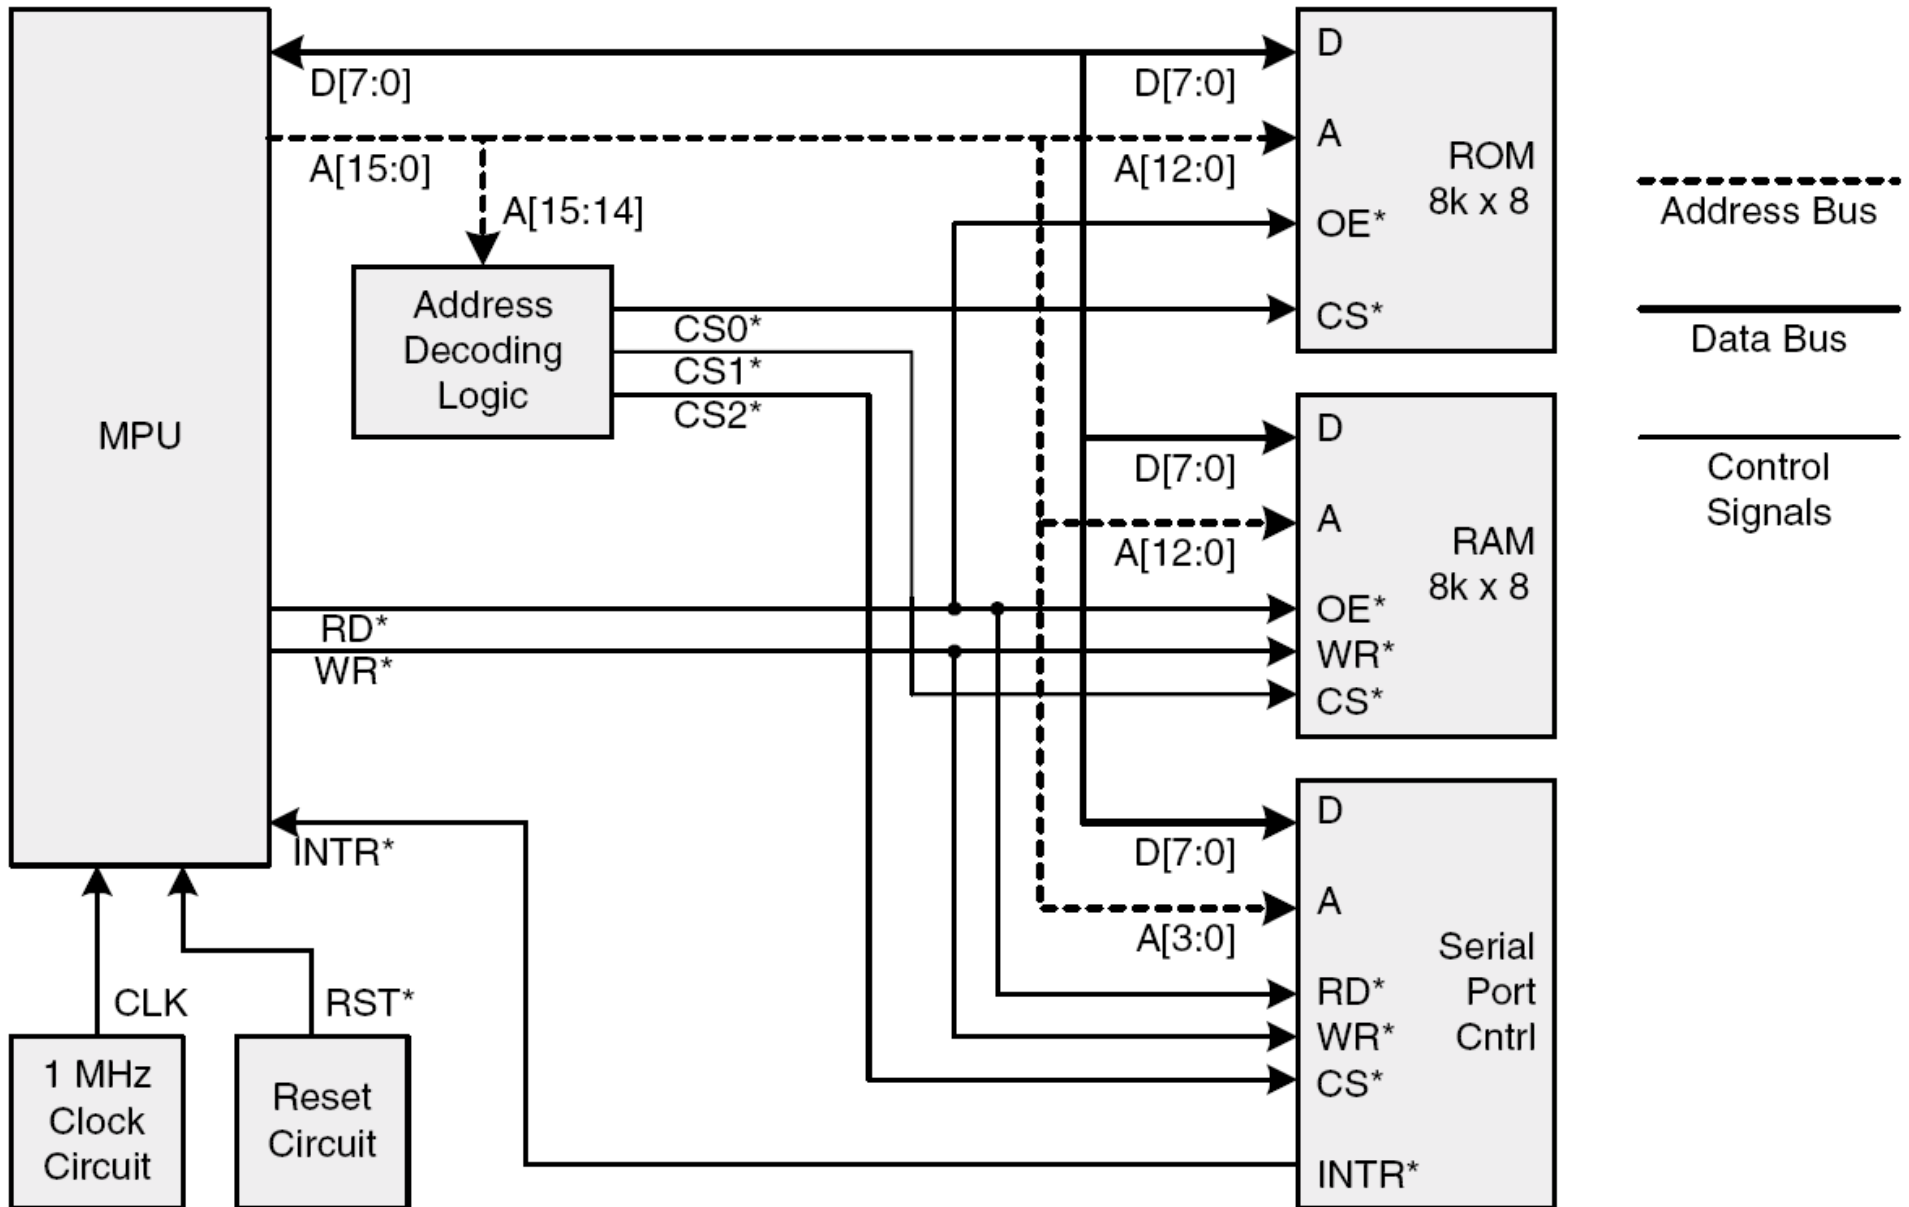 MPU
D[7:0]
A[15:0]
A[15:14]
Address
Decoding
Logic
CS0*
CS1*
CS2*
RD*
WR*
INTR*
CLK
RST*
1 MHz
Clock
Circuit
Reset
Circuit
D[7:0]
A[12:0]
D
A
OE*
CS*
ROM
8k x 8
D[7:0]
A[12:0]
D
A
OE*
WR*
CS*
RAM
8k x 8
D[7:0]
A[3:0]
D
A
RD*
WR*
CS*
INTR*
Serial
Port
Cntrl
Address Bus
Data Bus
Control
Signals